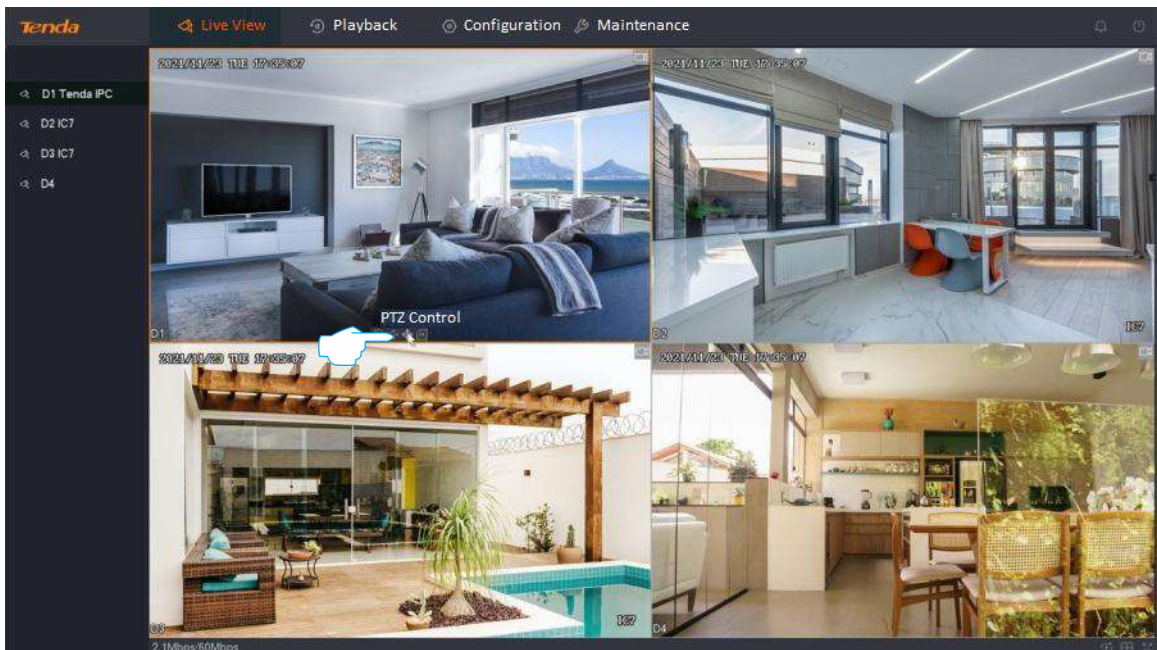 Tenda
Live View Playback Configuration Maintenance
D1 Tenda IPC
D2 IC7
D3 IC7
D4
2021/11/23 TUE 17:35:07
2021/11/23 TUE 17:35:07
PTZ Control
D1
D2
IC7
2021/11/23 TUE 17:35:07
2021/11/23 TUE 17:35:07
D3
IC7
D4
2.1Mbps/60Mbps